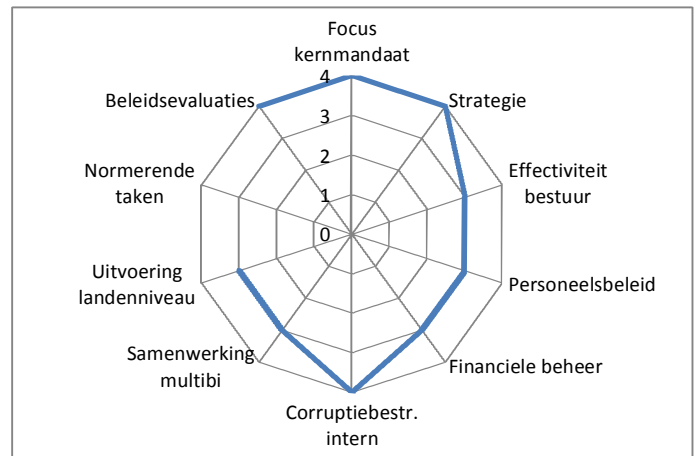 Focus
kernmandaat
4
Beleidsevaluaties
Strategie
3
Normerende
taken
2
Effectiviteit
bestuur
1
0
Uitvoering
landenniveau
Personeelsbeleid
Samenwerking
multibi
Financiele beheer
Corruptiebestr.
intern